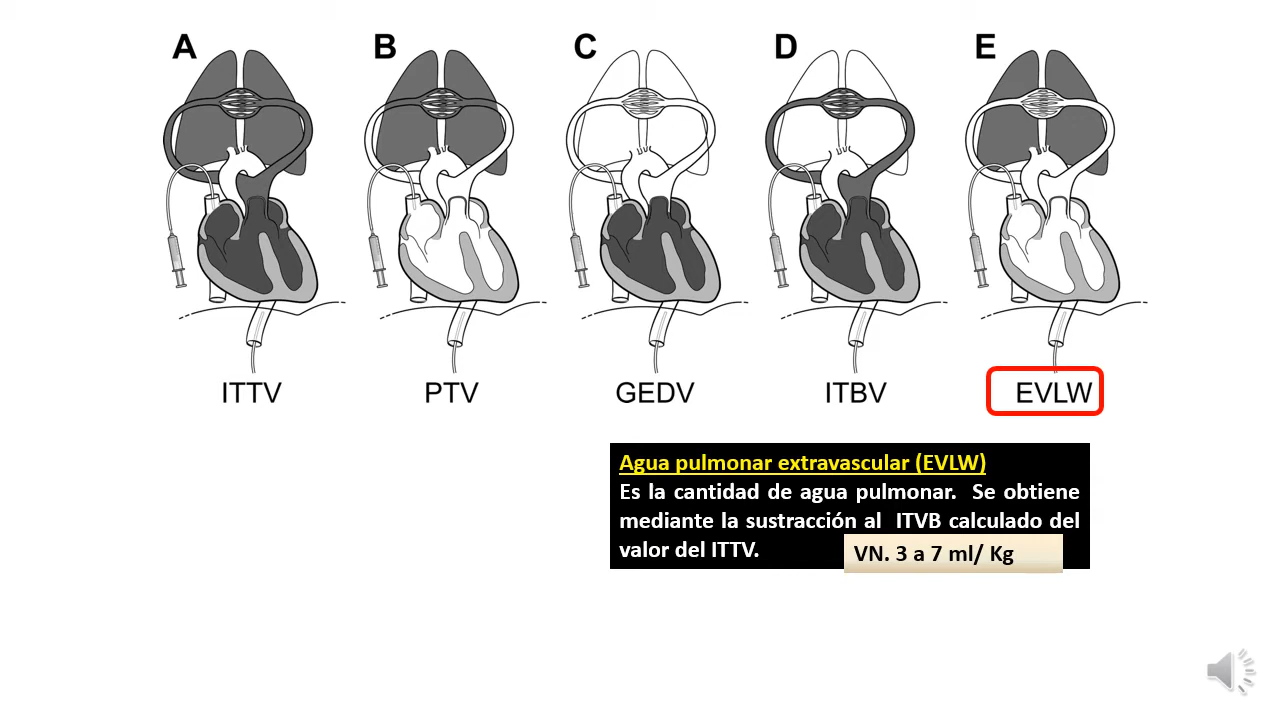 A B C D E
ITTV PTV GEDV ITBV EVLW
Agua pulmonar extravascular (EVLW)
Es la cantidad de agua pulmonar. Se obtiene
mediante la sustracción al ITVB calculado del
valor del ITTV.
VN. 3 a 7 ml/ Kg